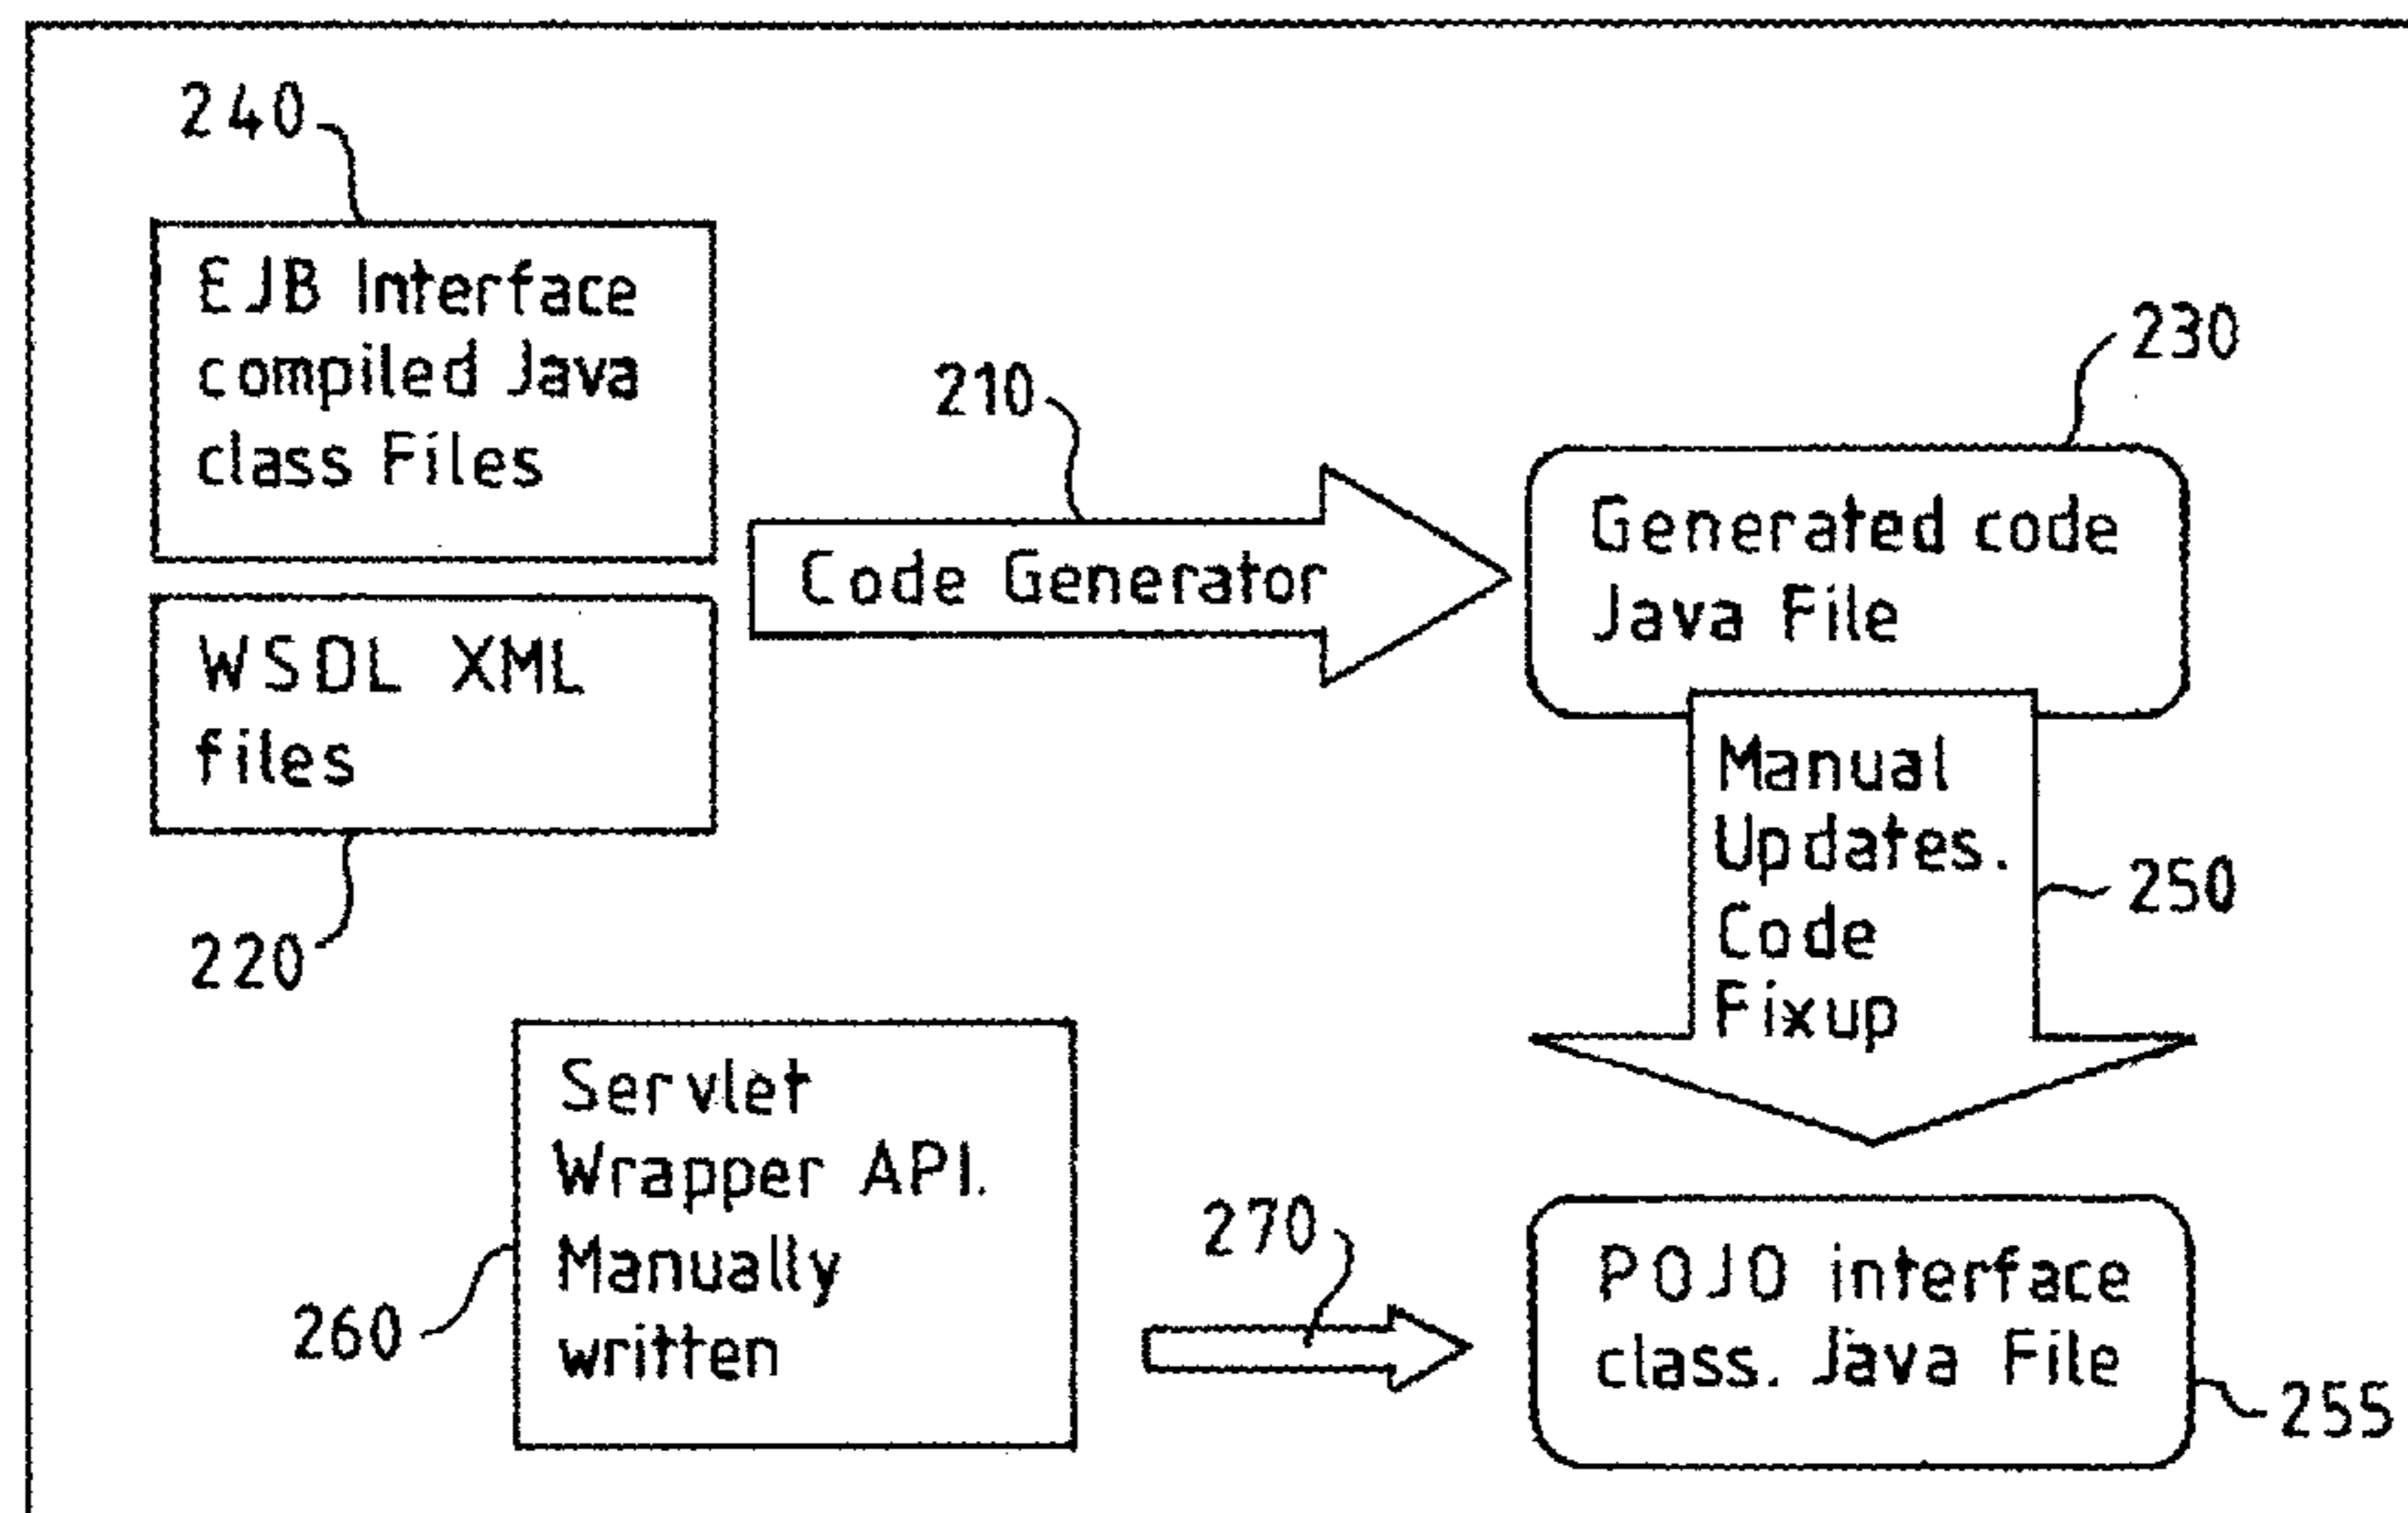 240
EJB Interface
compiled Java
class Files
WSDL XML
files
220
210
Code Generator
230
Generated code
Java File
Manual
Updates.
Code
Fixup
250
Servlet
Wrapper API.
Manually
written
260
270
POJO interface
class. Java File
255